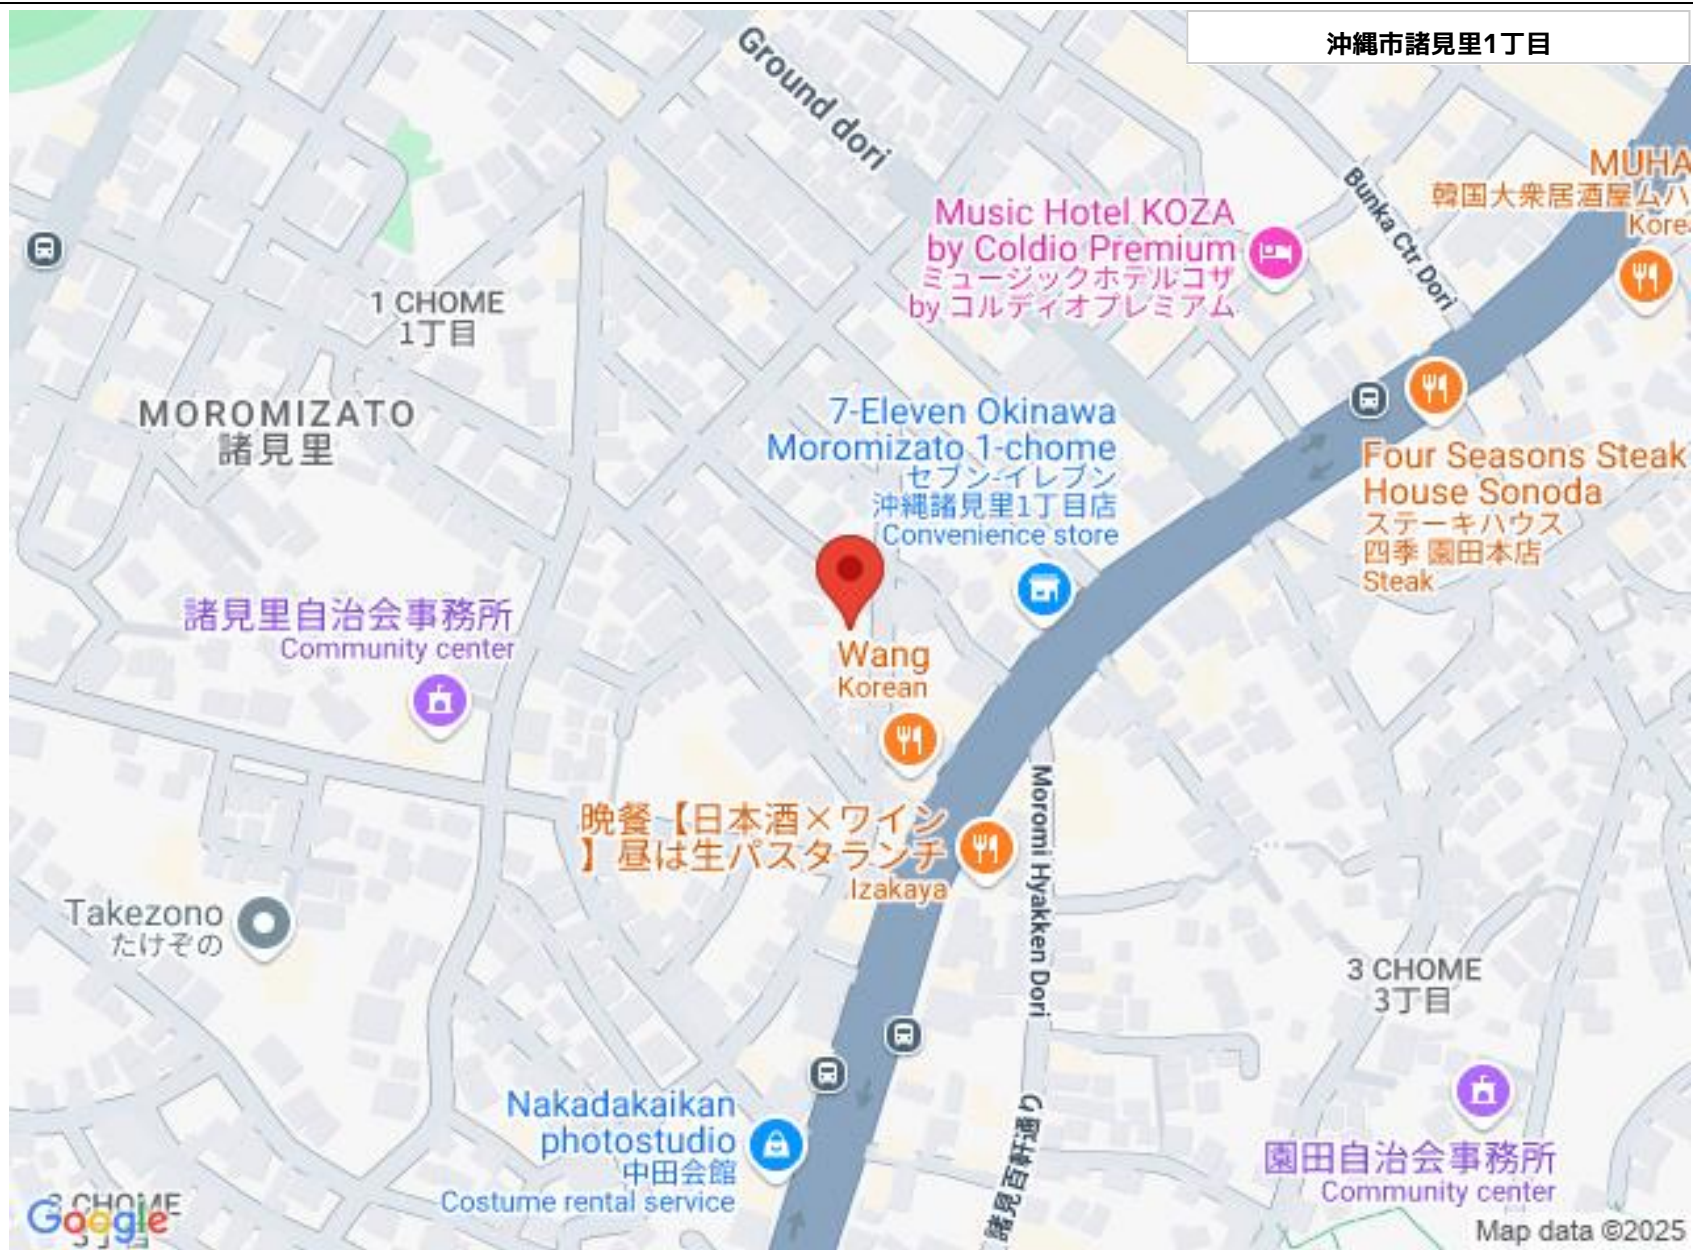 沖縄市諸見里1丁目
Ground dori
MUHA
韓国大衆居酒屋ムハ
Korea
Bunka Ctr Dori
Music Hotel KOZA
by Coldio Premium
ミュージックホテルコザ
by コルディオプレミアム
1 CHOME
1丁目
MOROMIZATO
諸見里
7-Eleven Okinawa
Moromizato 1-chome
セブン-イレブン
沖縄諸見里1丁目店
Convenience store
Four Seasons Steak
House Sonoda
ステーキハウス
四季 園田本店
Steak
諸見里自治会事務所
Community center
Wang
Korean
晩餐【日本酒×ワイン
】昼は生パスタランチ
Izakaya
Moromi Hyakken Dori
Takezono
たけぞの
3 CHOME
3丁目
Nakadakaikan
photostudio
中田会館
Costume rental service
諸見百軒通り
園田自治会事務所
Community center
3 CHOME
3丁目
Google
Map data ©2025